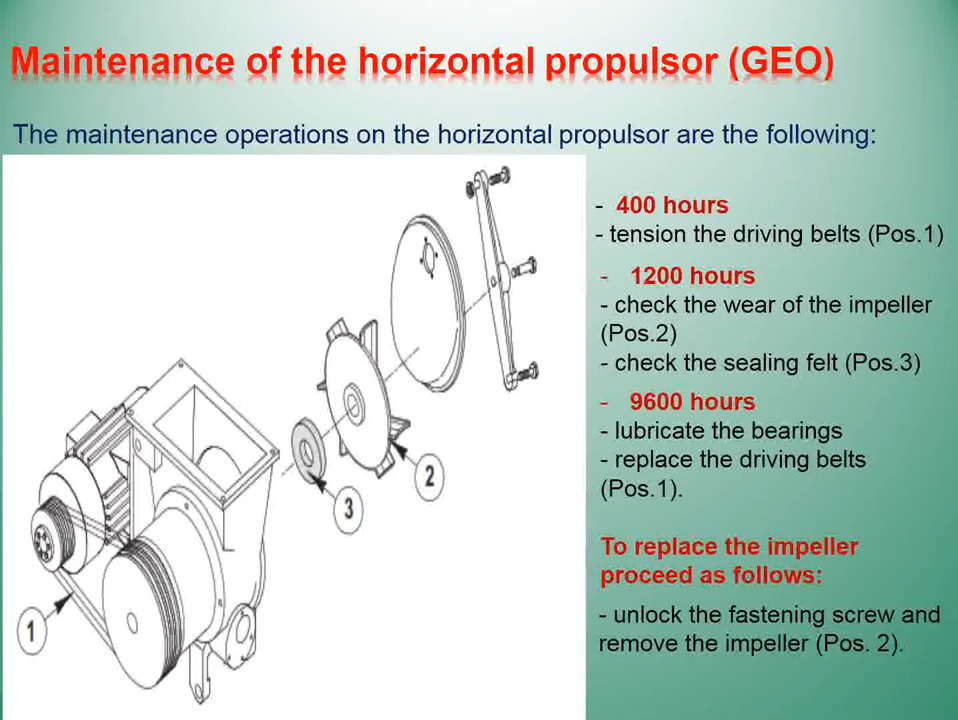 Maintenance of the horizontal propulsor (GEO)
The maintenance operations on the horizontal propulsor are the following:
- 400 hours
- tension the driving belts (Pos.1)
- 1200 hours
- check the wear of the impeller
(Pos.2)
- check the sealing felt (Pos.3)
- 9600 hours
- lubricate the bearings
- replace the driving belts
(Pos.1).
To replace the impeller
proceed as follows:
- unlock the fastening screw and
remove the impeller (Pos. 2).
2
3
1